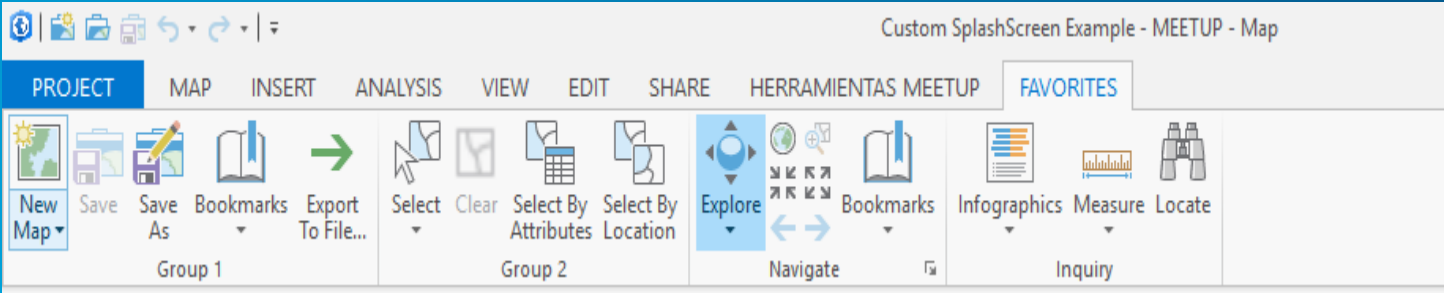 Custom SplashScreen Example - MEETUP - Map
PROJECT MAP INSERT ANALYSIS VIEW EDIT SHARE HERRAMIENTAS MEETUP FAVORITES
New Map
Save
Save As
Bookmarks
Export To File...
Group 1
Select
Clear
Select By Attributes
Select By Location
Group 2
Explore
Bookmarks
Navigate
Infographics
Measure
Locate
Inquiry